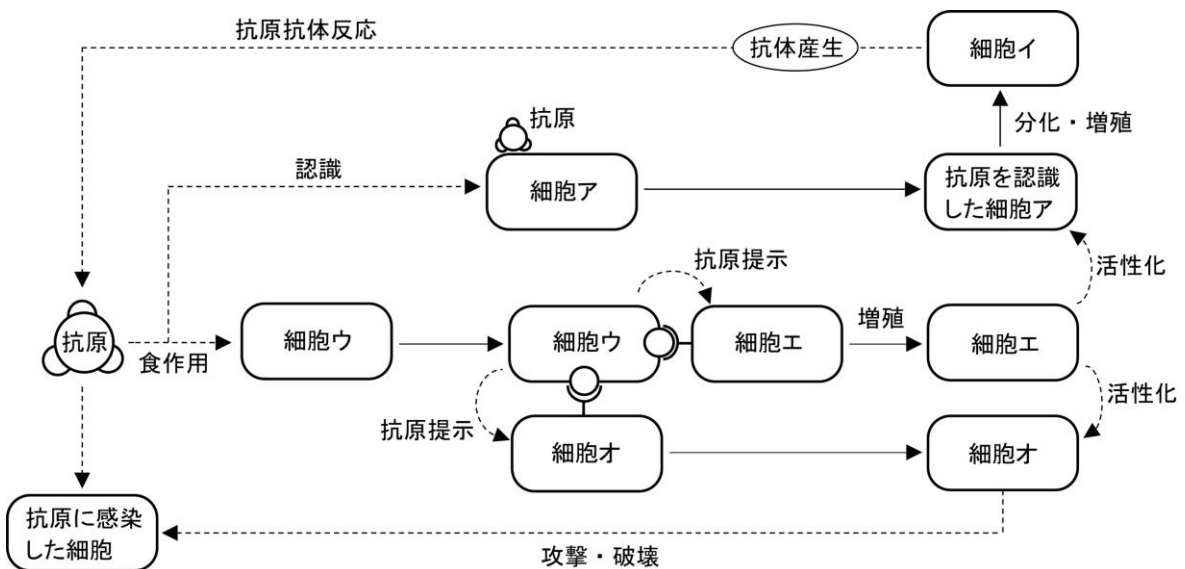 抗原抗体反応
抗体産生
細胞イ
抗原
分化・増殖
認識
細胞ア
抗原を認識
した細胞ア
抗原提示
活性化
抗原
食作用
細胞ウ
細胞ウ
細胞エ
増殖
細胞エ
抗原提示
活性化
細胞オ
細胞オ
抗原に感染
した細胞
攻撃・破壊